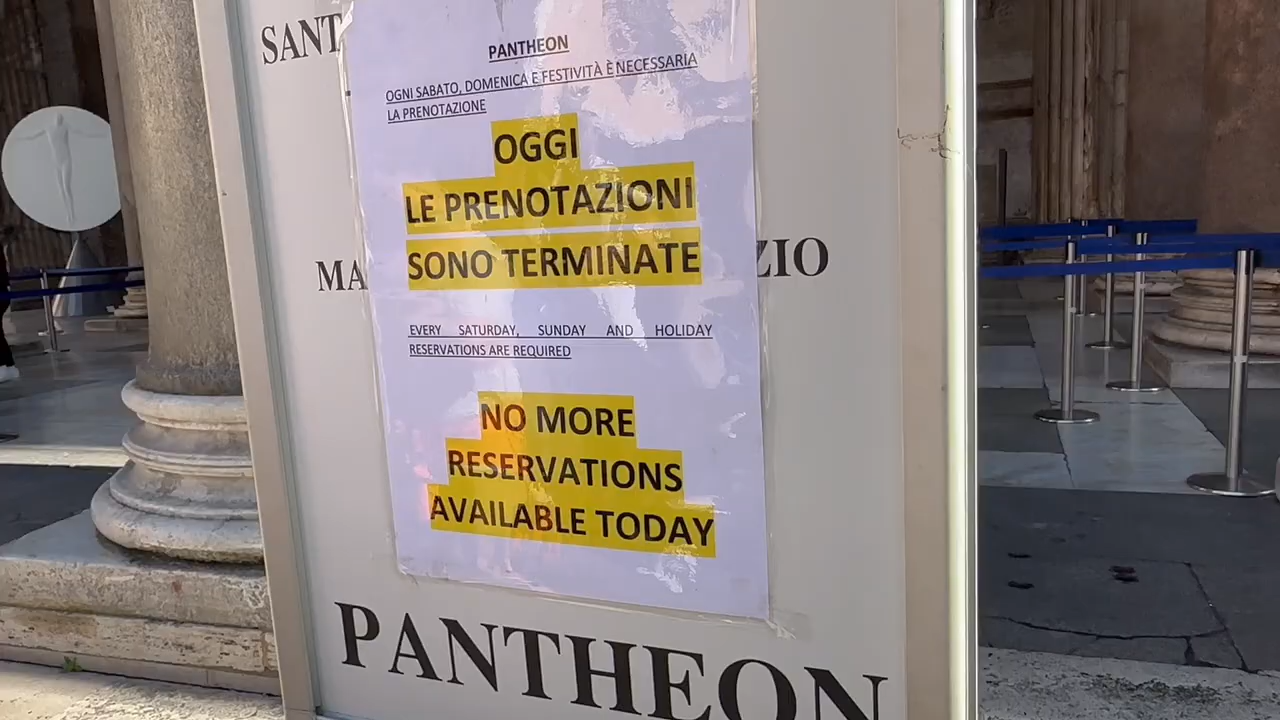 SANT
PANTHEON
OGNI SABATO, DOMENICA E FESTIVITÀ È NECESSARIA
LA PRENOTAZIONE
OGGI
LE PRENOTAZIONI
SONO TERMINATE
MA
ZIO
EVERY SATURDAY, SUNDAY AND HOLIDAY
RESERVATIONS ARE REQUIRED
NO MORE
RESERVATIONS
AVAILABLE TODAY
PANTHEON